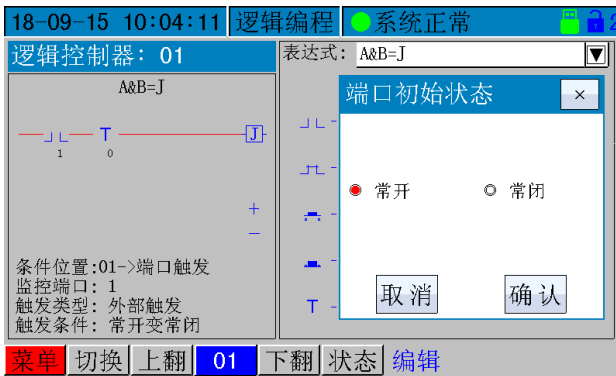 18-09-15 10:04:11 逻辑编程 系统正常 2
逻辑控制器: 01
表达式: A&B=J
A&B=J
端口初始状态 ×
T J
1 0
常开 常闭
+
−
条件位置:01->端口触发
监控端口: 1
触发类型: 外部触发
触发条件: 常开变常闭
T
取消 确认
菜单 切换 上翻 01 下翻 状态 编辑